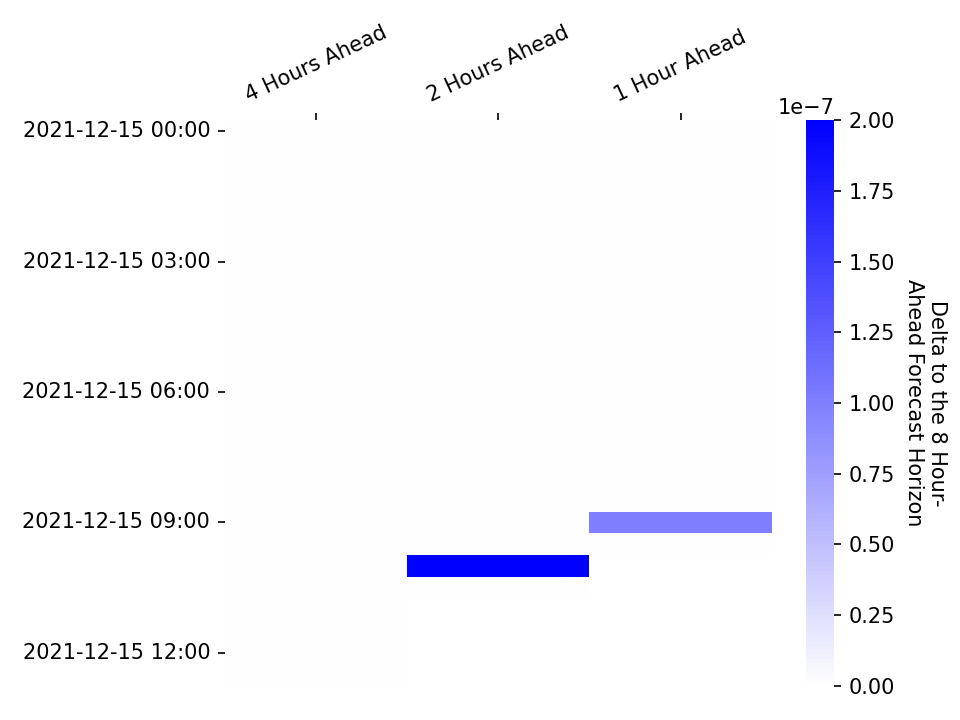 4 Hours Ahead
2 Hours Ahead
1 Hour Ahead
1e−7
2021-12-15 00:00
2021-12-15 03:00
2021-12-15 06:00
2021-12-15 09:00
2021-12-15 12:00
2.00
1.75
1.50
1.25
1.00
0.75
0.50
0.25
0.00
Delta to the 8 Hour-
Ahead Forecast Horizon